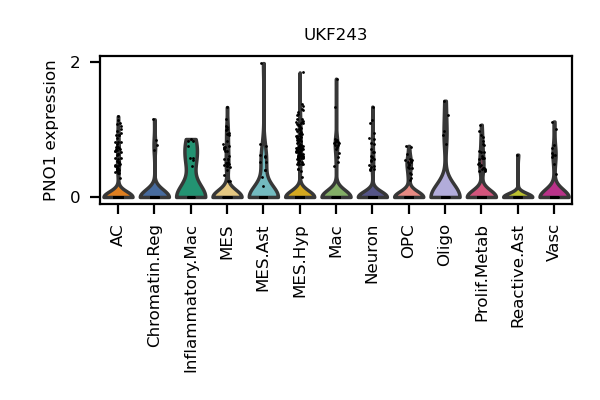 UKF243
PNO1 expression
2
0
AC
Chromatin.Reg
Inflammatory.Mac
MES
MES.Ast
MES.Hyp
Mac
Neuron
OPC
Oligo
Prolif.Metab
Reactive.Ast
Vasc